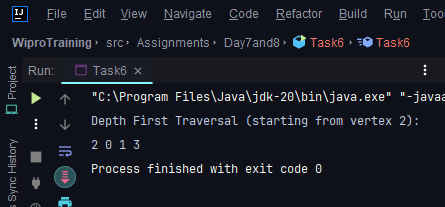 IJ File Edit View Navigate Code Refactor Build Run Too
WiproTraining src Assignments Day7and8 Task6 Task6
Run: Task6
Project
"C:\Program Files\Java\jdk-20\bin\java.exe" "-javaa
Depth First Traversal (starting from vertex 2):
2 0 1 3
Process finished with exit code 0
s Sync History